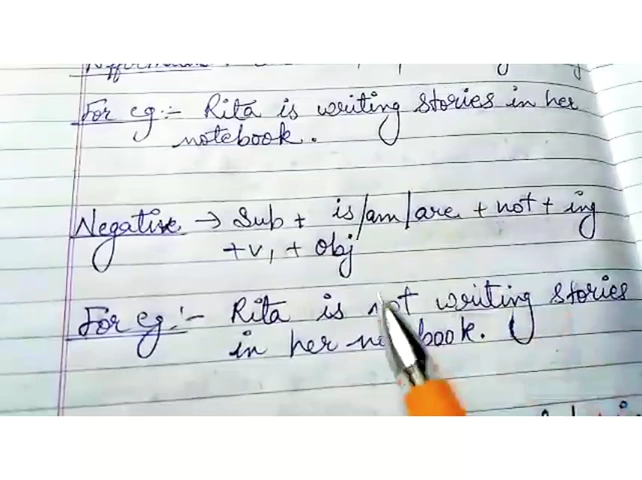 For eg:- Rita is writing stories in her
notebook.
Negative → Sub + is/am/are + not + ing
+ v1 + obj
For eg:- Rita is not writing stories
in her book.